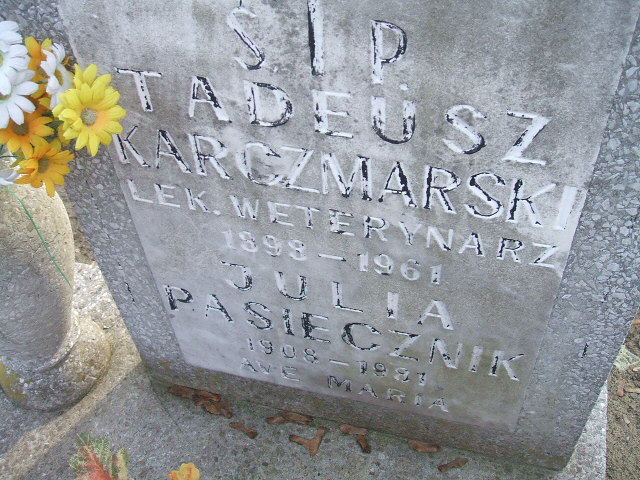 Ś I P.
TADEUSZ
KARCZMARSKI
LEK. WETERYNARZ
1898 – 1961
JULIA
PASIECZNIK
1908 – 1981
AVE MARIA